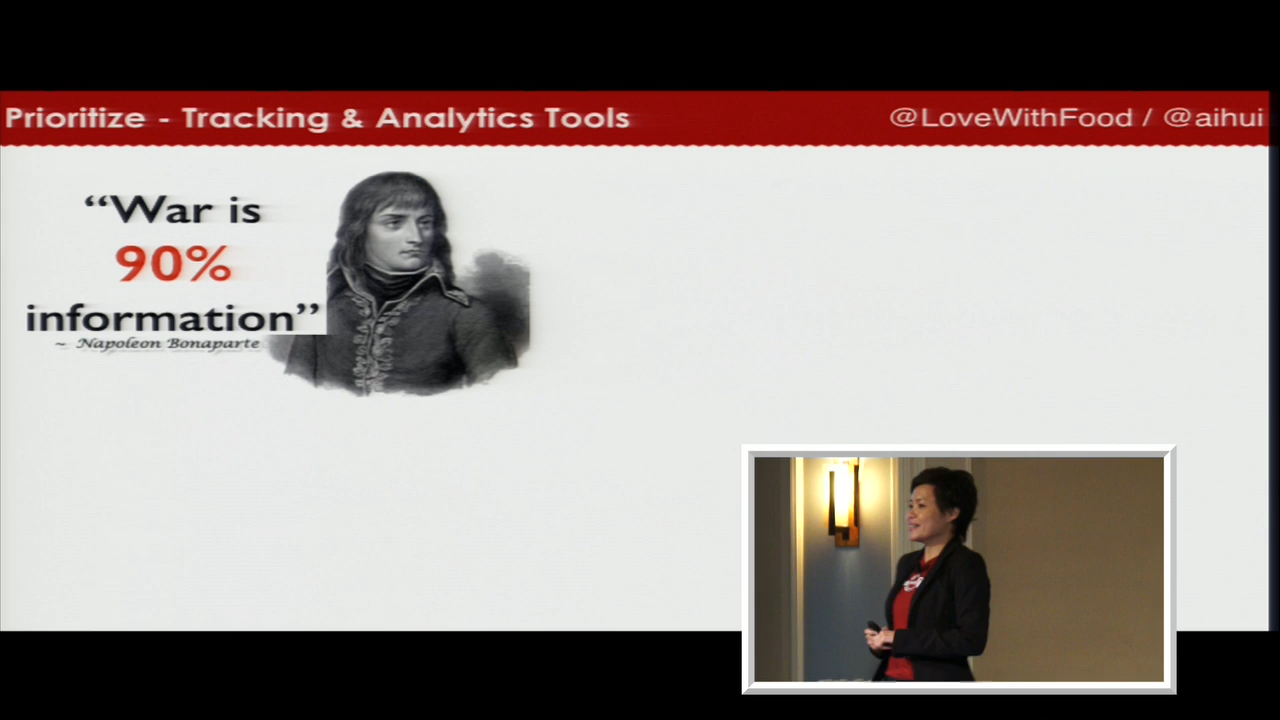 Prioritize - Tracking & Analytics Tools
@LoveWithFood / @aihui
“War is
90%
information”
~ Napoleon Bonaparte